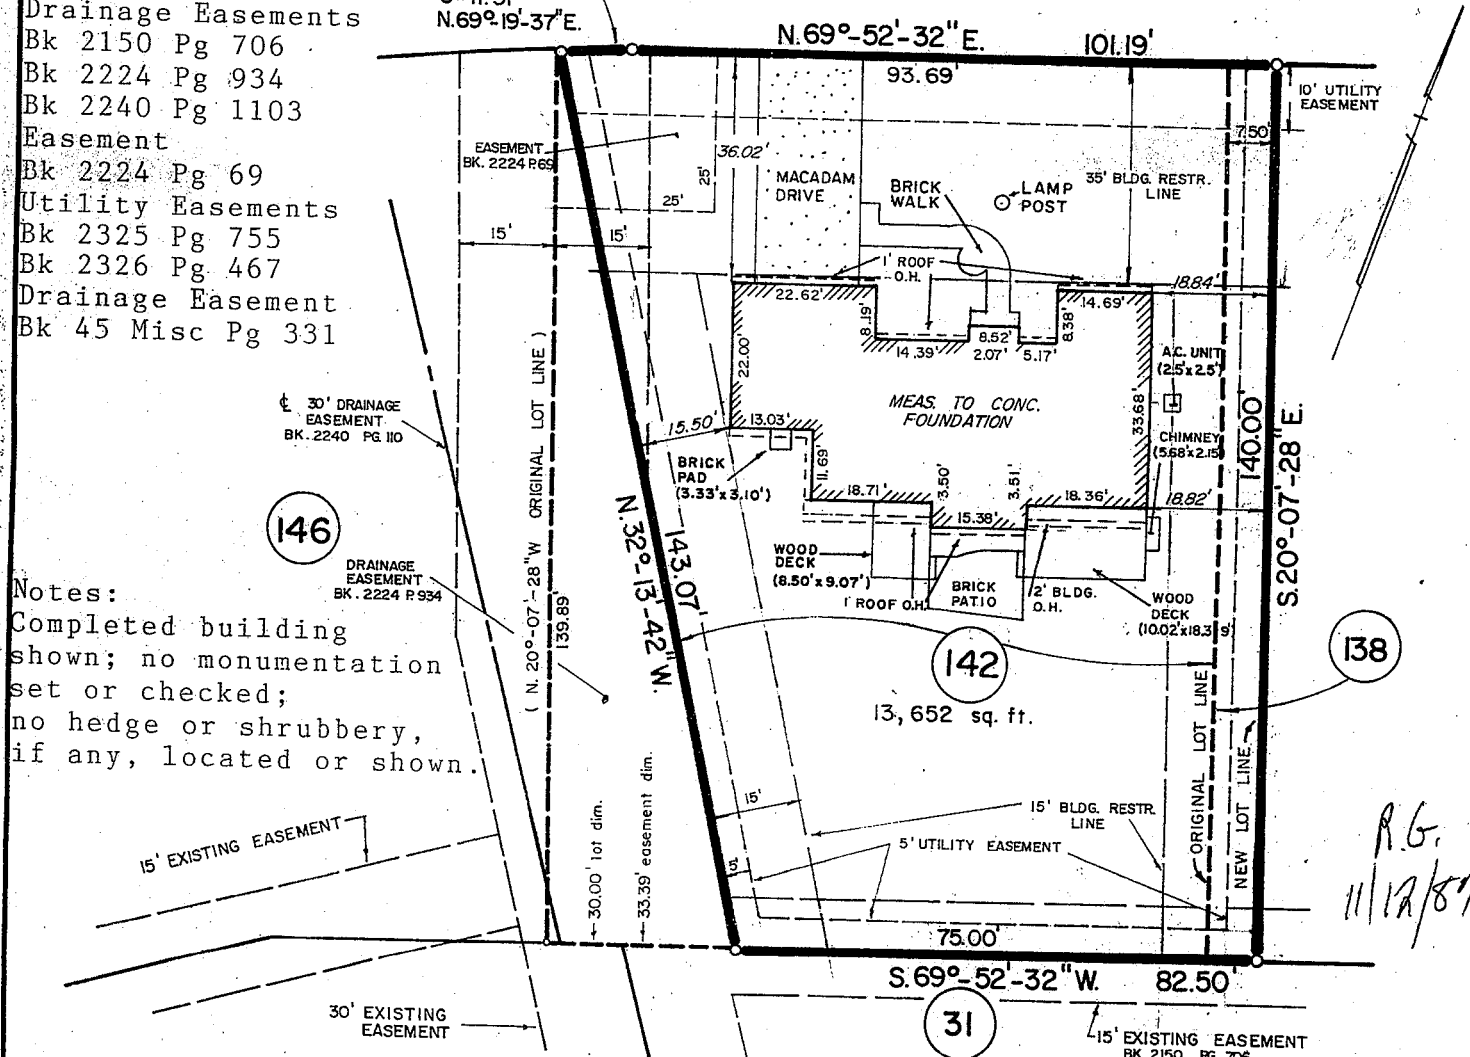 Drainage Easements
Bk 2150 Pg 706
Bk 2224 Pg 934
Bk 2240 Pg 1103
Easement
Bk 2224 Pg 69
Utility Easements
Bk 2325 Pg 755
Bk 2326 Pg 467
Drainage Easement
Bk 45 Misc Pg 331
N.69°-19'-37"E.
N.69°-52'-32"E.
101.19'
93.69'
10' UTILITY
EASEMENT
7.50'
EASEMENT
BK. 2224 P.69
36.02'
25'
25'
MACADAM
DRIVE
BRICK
WALK
LAMP
POST
35' BLDG. RESTR.
LINE
15'
15'
1' ROOF
O.H.
18.84'
22.62'
8.19'
14.39'
8.52'
2.07'
5.17'
8.38'
14.69'
22.00'
A.C. UNIT
(2.5'x2.5')
MEAS. TO CONC.
FOUNDATION
33.68'
CHIMNEY
(5.68'x2.15')
℄ 30' DRAINAGE
EASEMENT
BK. 2240 PG. 110
15.50'
13.03'
11.69'
BRICK
PAD
(3.33'x3.10')
18.71'
3.50'
3.51'
15.38'
18.36'
18.82'
140.00'
S.20°-07'-28"E.
(N.20°-07'-28"W ORIGINAL LOT LINE)
139.89'
143.07'
N.32°-13'-42"W.
146
DRAINAGE
EASEMENT
BK. 2224 P.934
WOOD
DECK
(8.50'x9.07')
1' ROOF O.H.
BRICK
PATIO
2' BLDG.
O.H.
WOOD
DECK
(10.02'x18.39')
Notes:
Completed building
shown; no monumentation
set or checked;
no hedge or shrubbery,
if any, located or shown.
142
13,652 sq. ft.
138
15' EXISTING EASEMENT
30.00' lot dim.
33.39' easement dim.
15'
5'
15' BLDG. RESTR.
LINE
5' UTILITY EASEMENT
ORIGINAL LOT LINE
NEW LOT LINE
R.G.
75.00'
S.69°-52'-32"W.
82.50'
30' EXISTING
EASEMENT
31
15' EXISTING EASEMENT
BK. 2150 PG. 706